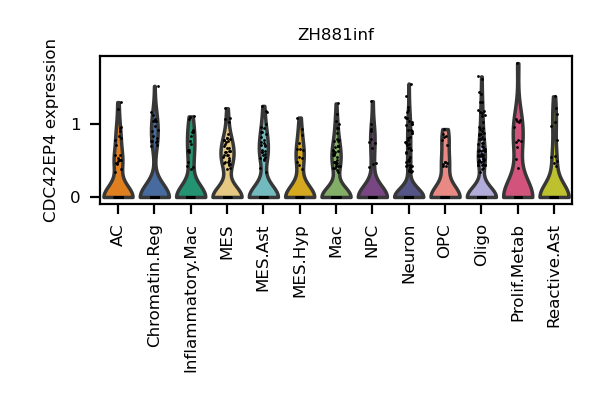 ZH881inf
CDC42EP4 expression
1
0
AC
Chromatin.Reg
Inflammatory.Mac
MES
MES.Ast
MES.Hyp
Mac
NPC
Neuron
OPC
Oligo
Prolif.Metab
Reactive.Ast